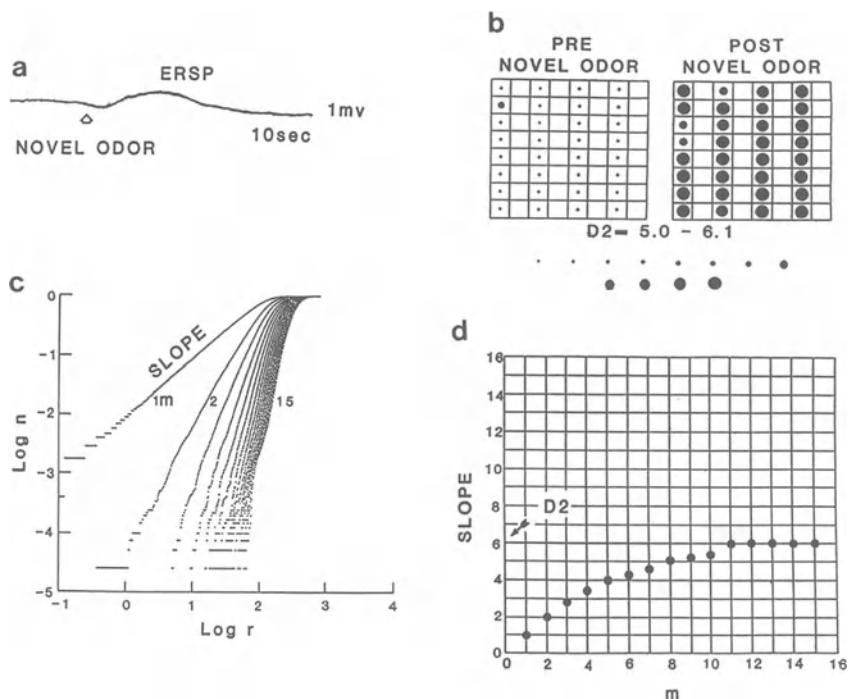 a
ERSP
1mv
10sec
NOVEL ODOR
b
PRE
NOVEL ODOR
POST
NOVEL ODOR
D2= 5.0 - 6.1
c
0
-1
-2
-3
-4
-5
Log n
SLOPE
1m
2
15
-1 0 1 2 3 4
Log r
d
16
14
12
10
8
6
4
2
0
SLOPE
D2
0 2 4 6 8 10 12 14 16
m